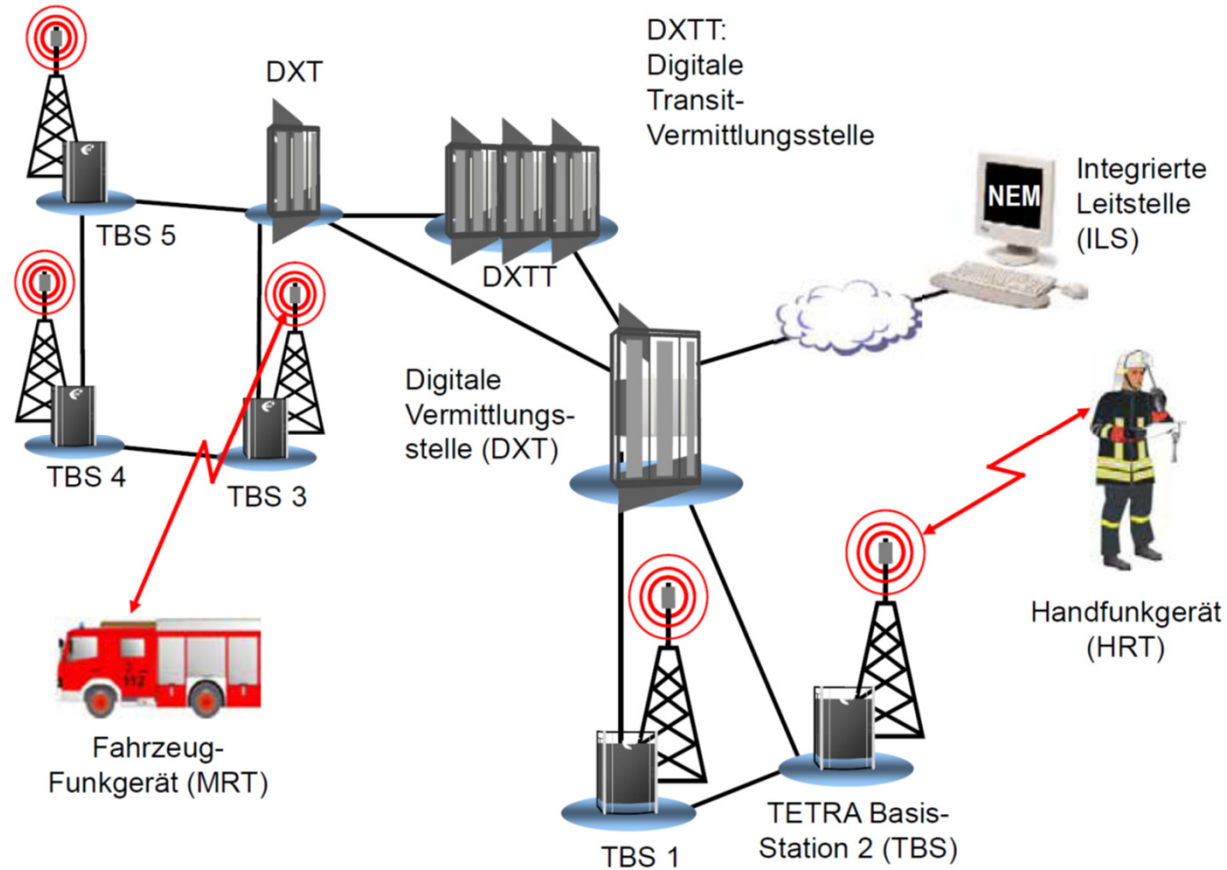 DXTT:
Digitale
Transit-
Vermittlungsstelle
DXT
NEM
Integrierte
Leitstelle
(ILS)
TBS 5
DXTT
Digitale
Vermittlungs-
stelle (DXT)
TBS 4
TBS 3
112
Handfunkgerät
(HRT)
Fahrzeug-
Funkgerät (MRT)
TBS 1
TETRA Basis-
Station 2 (TBS)